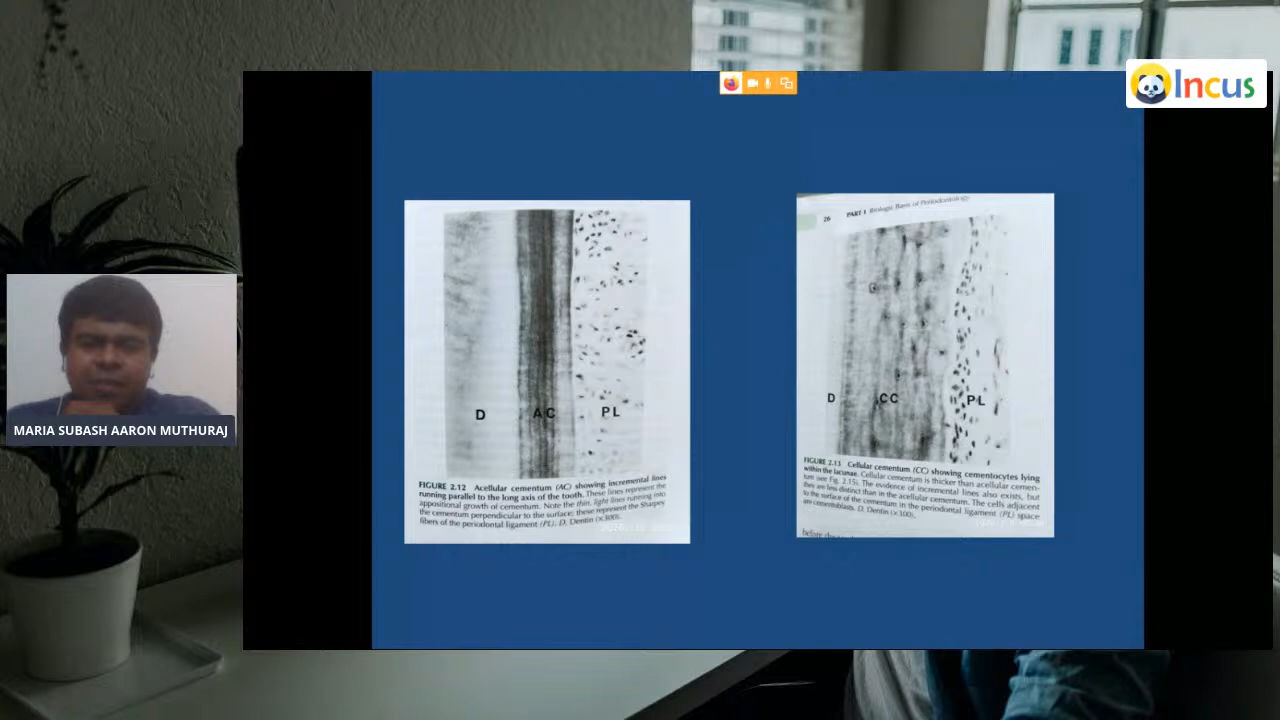 Incus
D
AC
PL
FIGURE 2.12 Acellular cementum (AC) showing incremental lines
running parallel to the long axis of the tooth. These lines represent the
appositional growth of cementum. Note the thin, light lines running into
the cementum perpendicular to the surface; these represent the Sharpey
fibers of the periodontal ligament (PL). D, Dentin (×300).
26 PART 1 Biologic Basis of Periodontology
D
CC
PL
FIGURE 2.13 Cellular cementum (CC) showing cementocytes lying
within the lacunae. Cellular cementum is thicker than acellular cemen-
tum (see Fig. 2.15). The evidence of incremental lines also exists, but
they are less distinct than in the acellular cementum. The cells adjacent
to the surface of the cementum in the periodontal ligament (PL) space
are cementoblasts. D, Dentin (×100).
MARIA SUBASH AARON MUTHURAJ